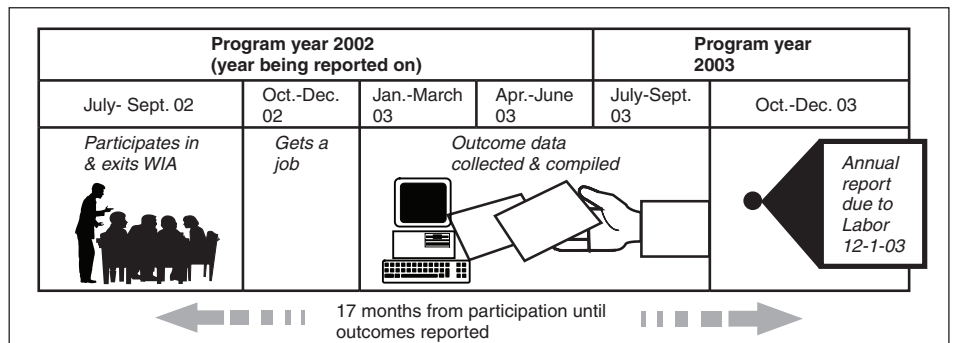 Program year 2002
(year being reported on)
Program year
2003
July- Sept. 02
Oct.-Dec.
02
Jan.-March
03
Apr.-June
03
July-Sept.
03
Oct.-Dec. 03
Participates in
& exits WIA
Gets a
job
Outcome data
collected & compiled
Annual
report
due to
Labor
12-1-03
17 months from participation until
outcomes reported